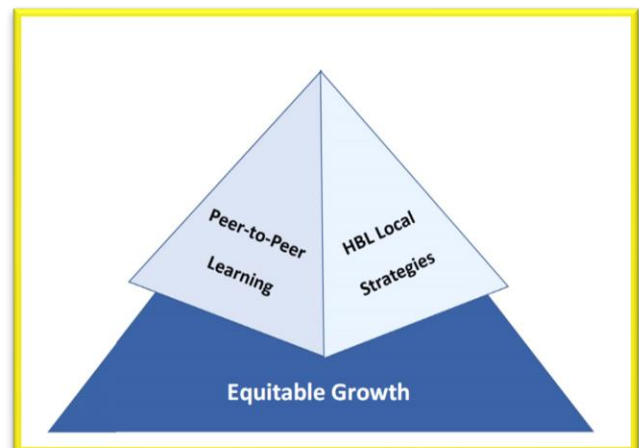 Peer-to-Peer
Learning
HBL Local
Strategies
Equitable Growth